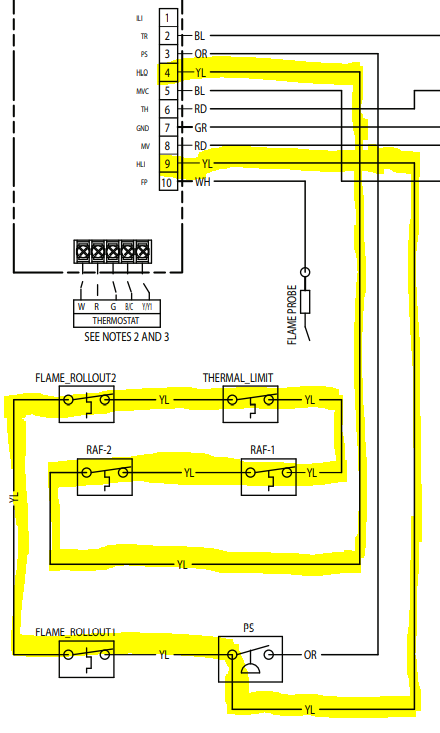 ILI 1
TR 2 BL
PS 3 OR
HLO 4 YL
MVC 5 BL
TH 6 RD
GND 7 GR
MV 8 RD
HLI 9 YL
FP 10 WH
W R G B/C Y/Y1
THERMOSTAT
SEE NOTES 2 AND 3
FLAME PROBE
FLAME_ROLLOUT2 THERMAL_LIMIT
YL YL
RAF-2 RAF-1
YL YL
YL
YL
FLAME_ROLLOUT1 PS
YL OR
YL